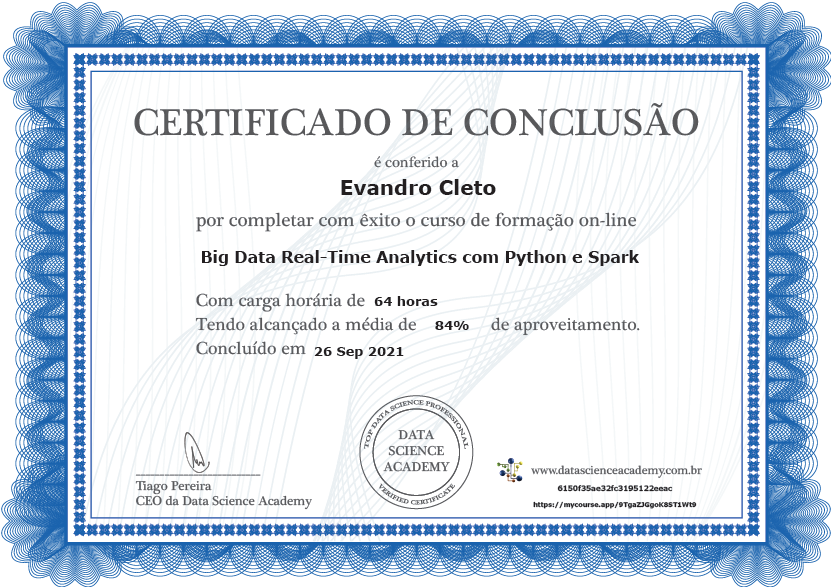 CERTIFICADO DE CONCLUSÃO
é conferido a
Evandro Cleto
por completar com êxito o curso de formação on-line
Big Data Real-Time Analytics com Python e Spark
Com carga horária de 64 horas
Tendo alcançado a média de 84% de aproveitamento.
Concluído em 26 Sep 2021
TOP DATA SCIENCE PROFESSIONAL
DATA
SCIENCE
ACADEMY
VERIFIED CERTIFICATE
Tiago Pereira
CEO da Data Science Academy
www.datascienceacademy.com.br
6150f35ae32fc3195122eeac
https://mycourse.app/9TgaZJGgoK8ST1Wt9